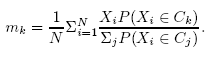 $m_k = \frac{1}{N} \Sigma_{i=1}^{N} \frac{X_i P(X_i \in C_k)}{\Sigma_j P(X_i \in C_j)}.$